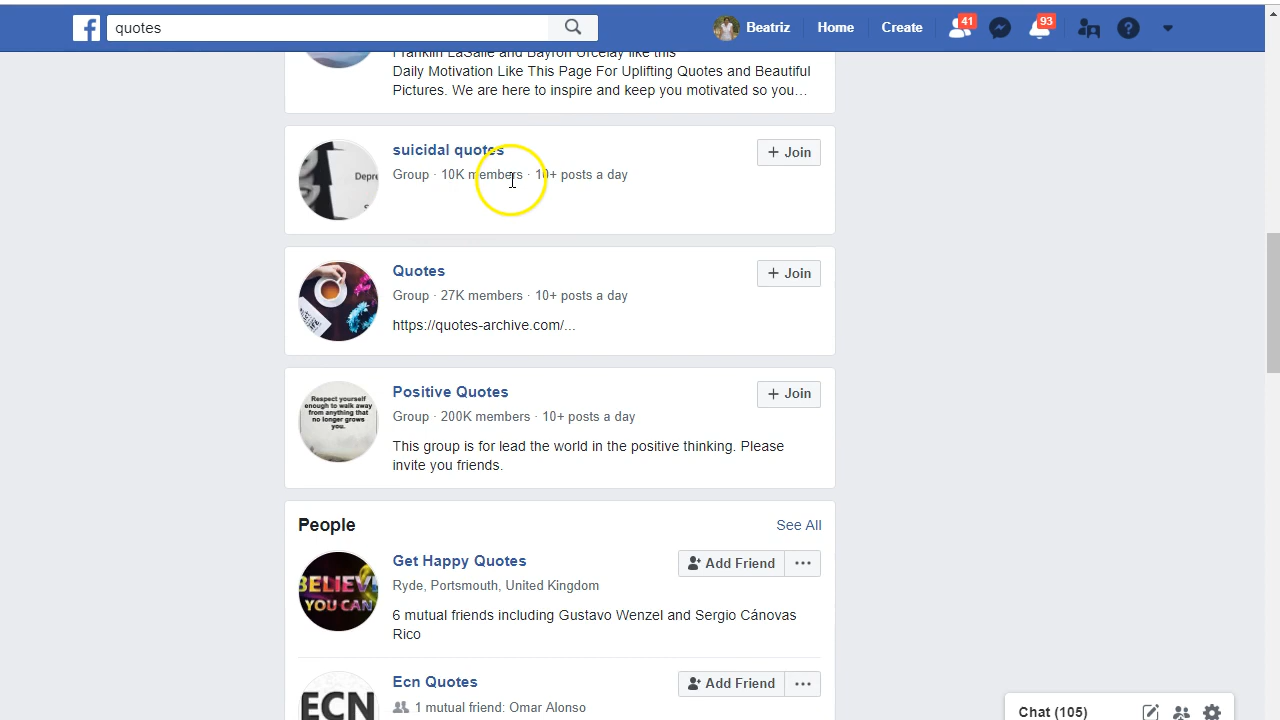 quotes
Beatriz
Home
Create
41
93
Franklin LaSalle and Bayron Urcelay like this
Daily Motivation Like This Page For Uplifting Quotes and Beautiful
Pictures. We are here to inspire and keep you motivated so you...
suicidal quotes
Group · 10K members · 10+ posts a day
+ Join
Depre
Quotes
Group · 27K members · 10+ posts a day
https://quotes-archive.com/...
+ Join
Positive Quotes
Group · 200K members · 10+ posts a day
This group is for lead the world in the positive thinking. Please
invite you friends.
+ Join
Respect yourself
enough to walk away
from anything that
no longer grows
you.
People
See All
Get Happy Quotes
Ryde, Portsmouth, United Kingdom
6 mutual friends including Gustavo Wenzel and Sergio Cánovas
Rico
Add Friend
BELIEVE
YOU CAN
Ecn Quotes
1 mutual friend: Omar Alonso
Add Friend
ECN
Chat (105)